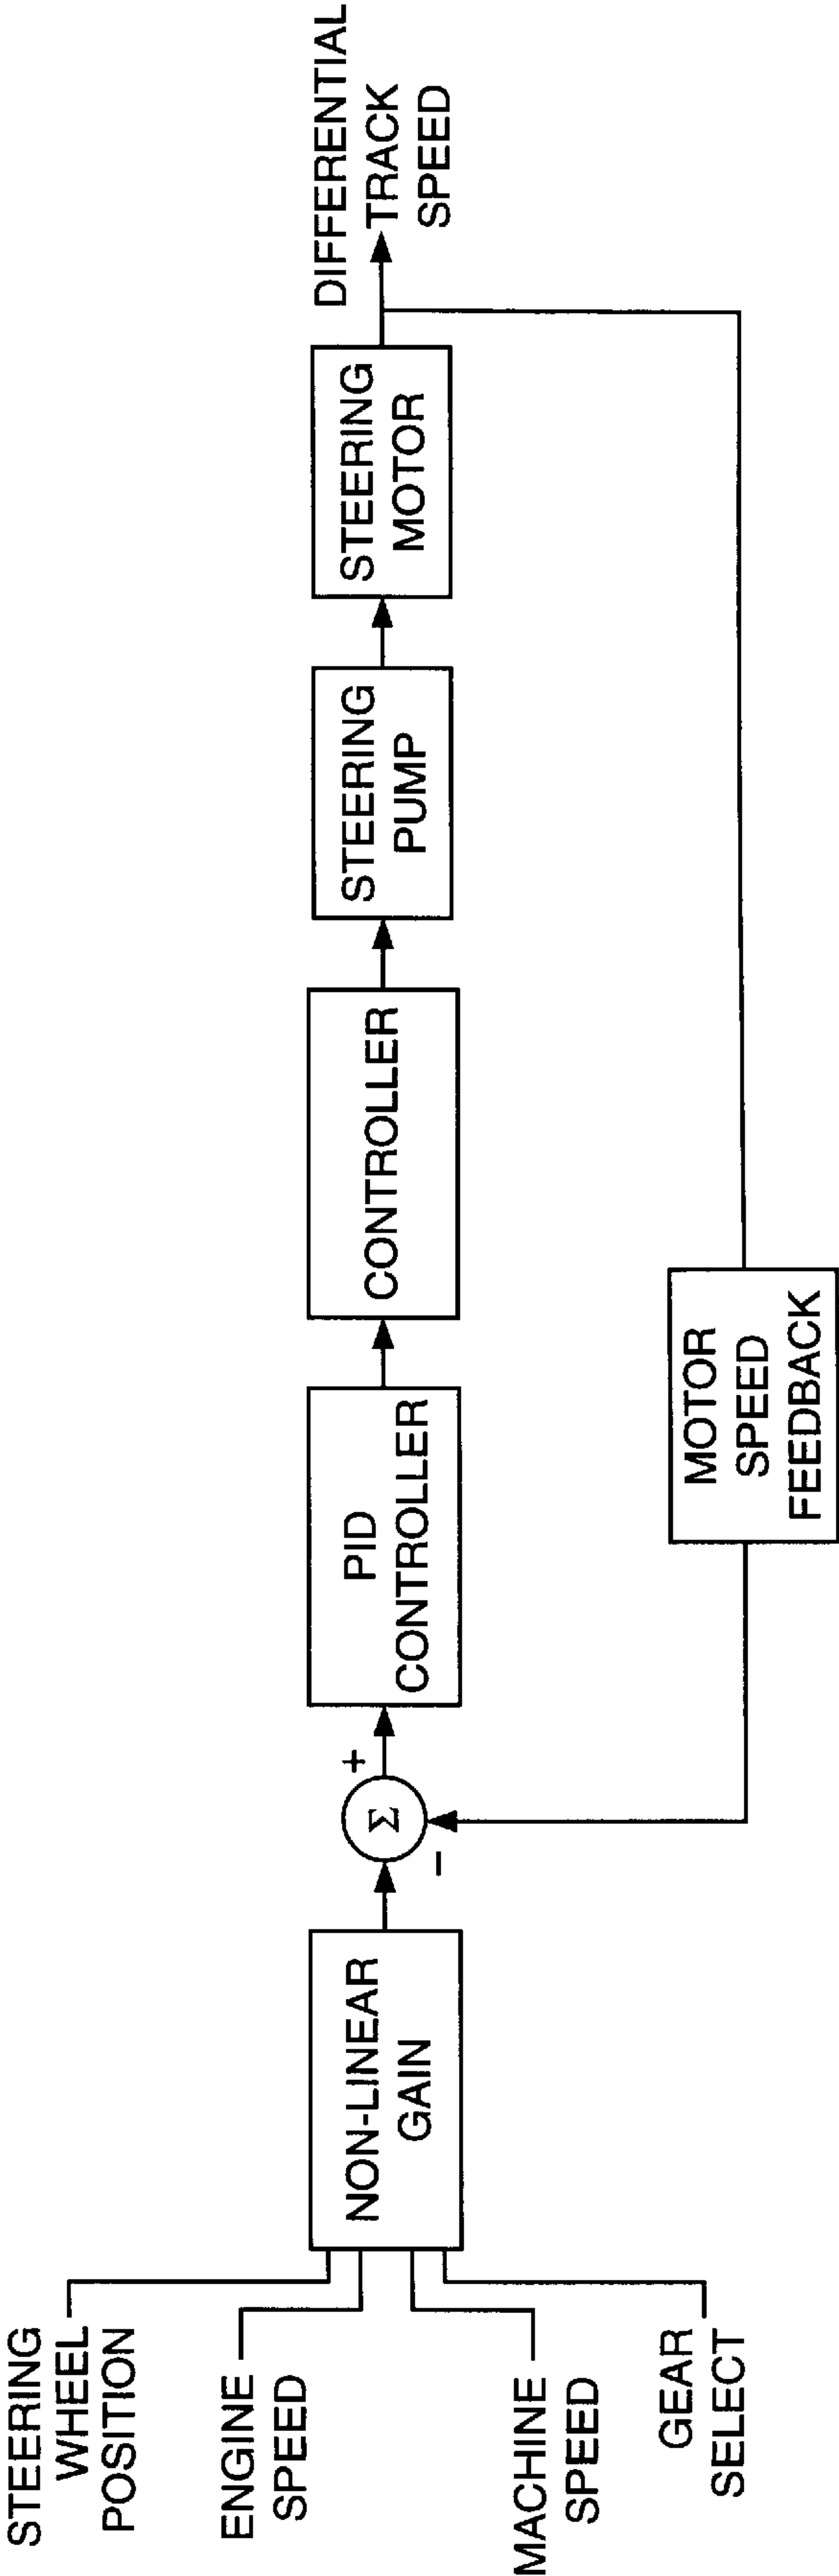 STEERING
WHEEL
POSITION
ENGINE
SPEED
MACHINE
SPEED
GEAR
SELECT
NON-LINEAR
GAIN
Σ
+
−
PID
CONTROLLER
CONTROLLER
STEERING
PUMP
STEERING
MOTOR
DIFFERENTIAL
TRACK
SPEED
MOTOR
SPEED
FEEDBACK